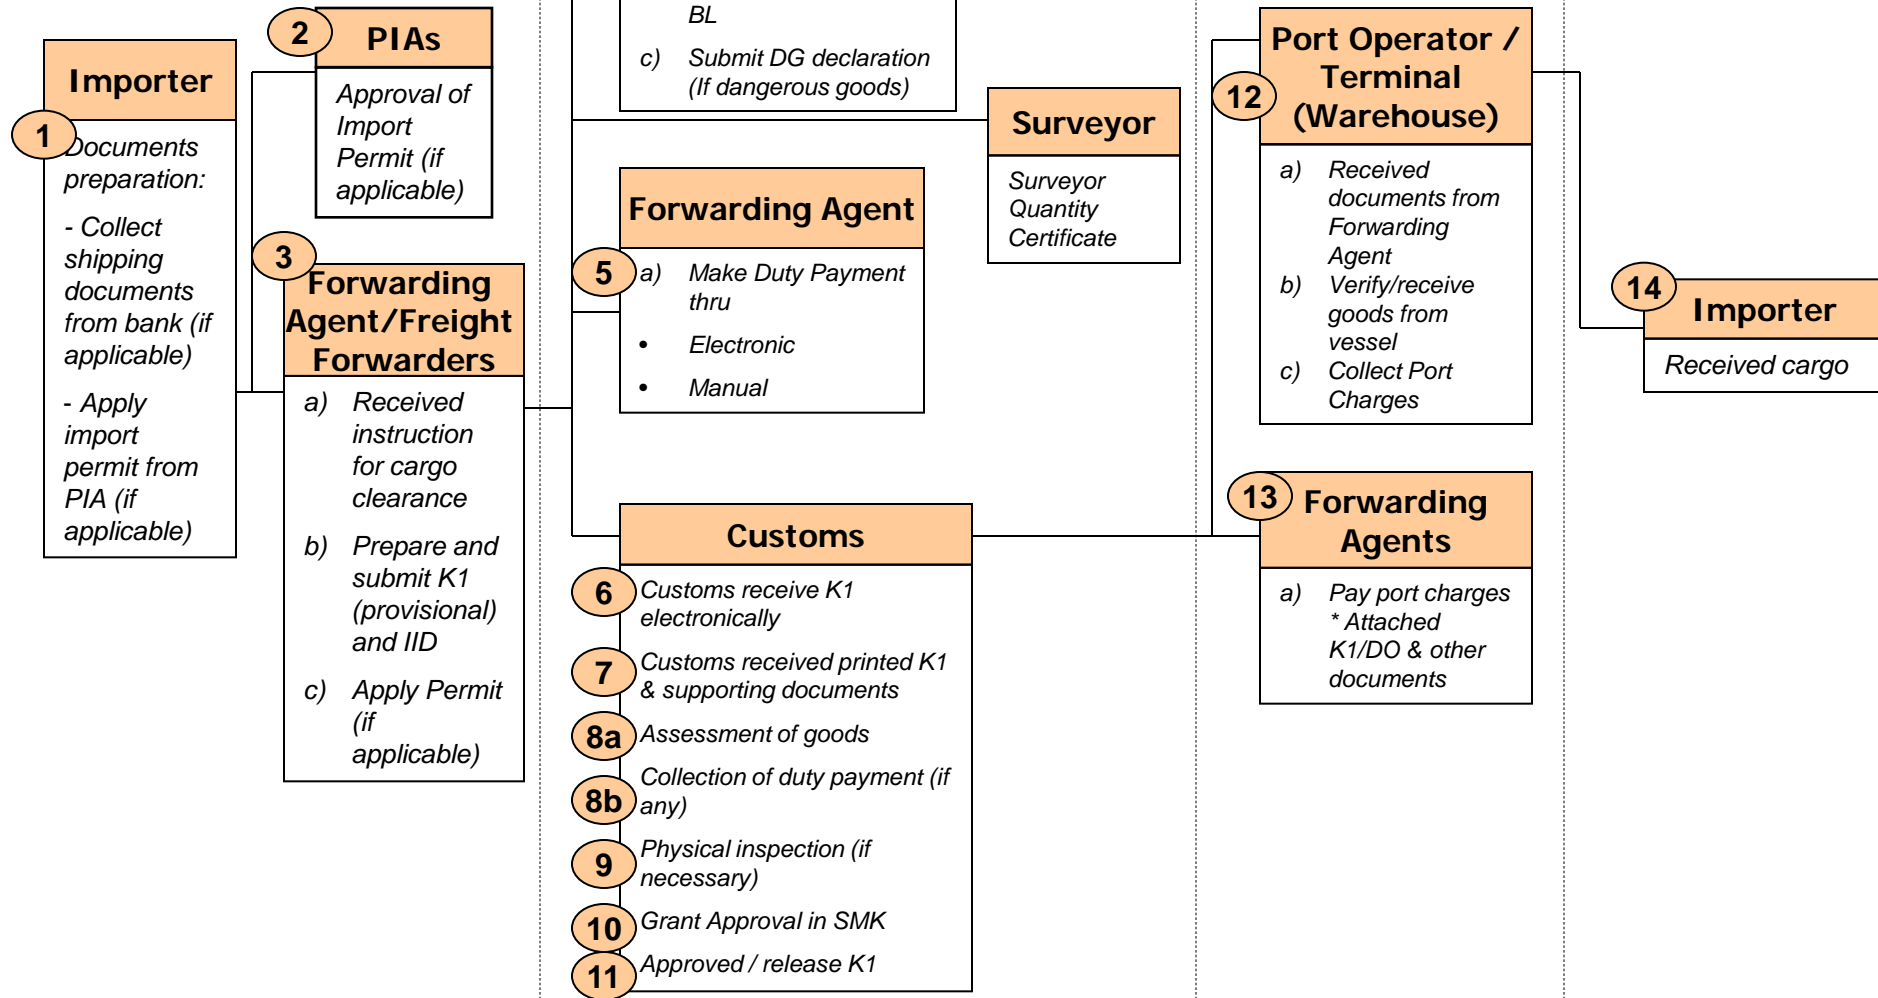 1
Importer
Documents
preparation:
- Collect
shipping
documents
from bank (if
applicable)
- Apply
import
permit from
PIA (if
applicable)
2
PIAs
Approval of
Import
Permit (if
applicable)
3
Forwarding
Agent/Freight
Forwarders
a) Received
instruction
for cargo
clearance
b) Prepare and
submit K1
(provisional)
and IID
c) Apply Permit
(if
applicable)
BL
c) Submit DG declaration
(If dangerous goods)
Surveyor
Surveyor
Quantity
Certificate
Forwarding Agent
5
a) Make Duty Payment
thru
• Electronic
• Manual
Customs
6 Customs receive K1
electronically
7 Customs received printed K1
& supporting documents
8a Assessment of goods
8b Collection of duty payment (if
any)
9 Physical inspection (if
necessary)
10 Grant Approval in SMK
11 Approved / release K1
12
Port Operator /
Terminal
(Warehouse)
a) Received
documents from
Forwarding
Agent
b) Verify/receive
goods from
vessel
c) Collect Port
Charges
13
Forwarding
Agents
a) Pay port charges
* Attached
K1/DO & other
documents
14
Importer
Received cargo